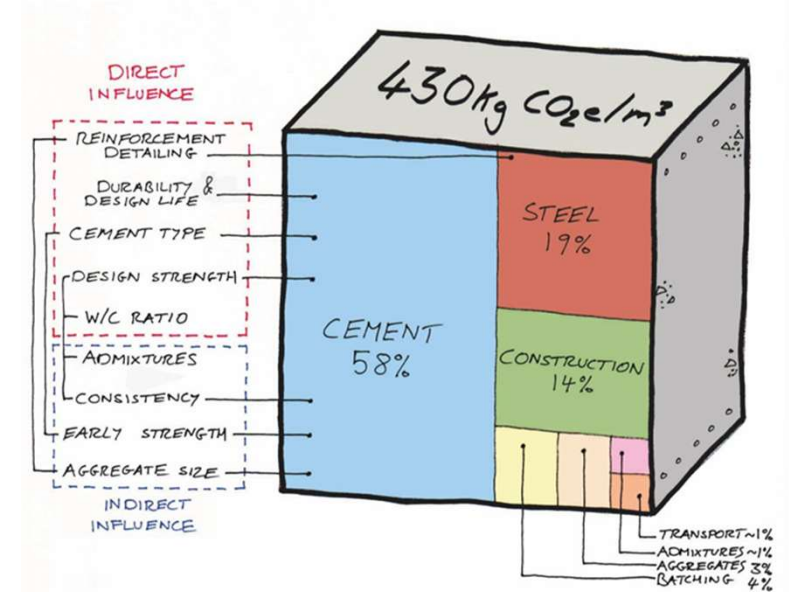 430kg CO₂e/m³
DIRECT
INFLUENCE
REINFORCEMENT
DETAILING
DURABILITY &
DESIGN LIFE
CEMENT TYPE
DESIGN STRENGTH
W/C RATIO
ADMIXTURES
CONSISTENCY
EARLY STRENGTH
AGGREGATE SIZE
INDIRECT
INFLUENCE
CEMENT
58%
STEEL
19%
CONSTRUCTION
14%
TRANSPORT ~1%
ADMIXTURES ~1%
AGGREGATES 3%
BATCHING 4%